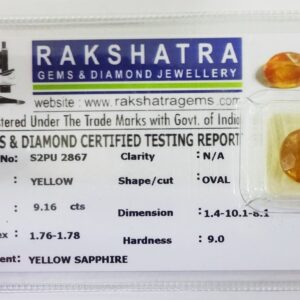 RAKSHATRA
GEMS & DIAMOND JEWELLERY
website : www.rakshatragems.com
tered Under The Trade Marks with Govt. of India
S & DIAMOND CERTIFIED TESTING REPORT
No : S2PU 2867 Clarity : N/A
: YELLOW Shape/cut : OVAL
: 9.16 cts Dimension : 1.4-10.1-8.1
ex : 1.76-1.78 Hardness : 9.0
ent: YELLOW SAPPHIRE